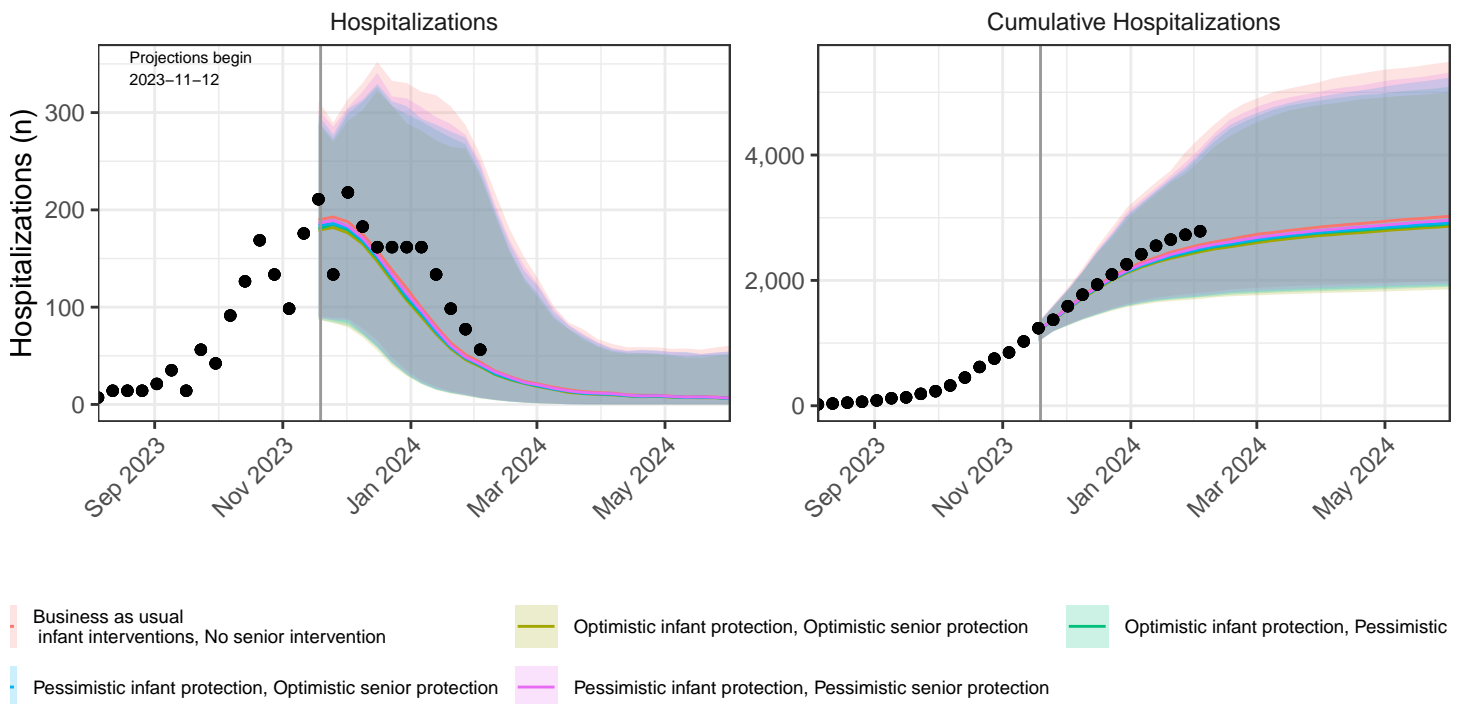 Hospitalizations
Cumulative Hospitalizations
Hospitalizations (n)
Projections begin
2023−11−12
300
200
100
0
Sep 2023
Nov 2023
Jan 2024
Mar 2024
May 2024
4,000
2,000
0
Sep 2023
Nov 2023
Jan 2024
Mar 2024
May 2024
Business as usual
infant interventions, No senior intervention
Optimistic infant protection, Optimistic senior protection
Optimistic infant protection, Pessimistic
Pessimistic infant protection, Optimistic senior protection
Pessimistic infant protection, Pessimistic senior protection